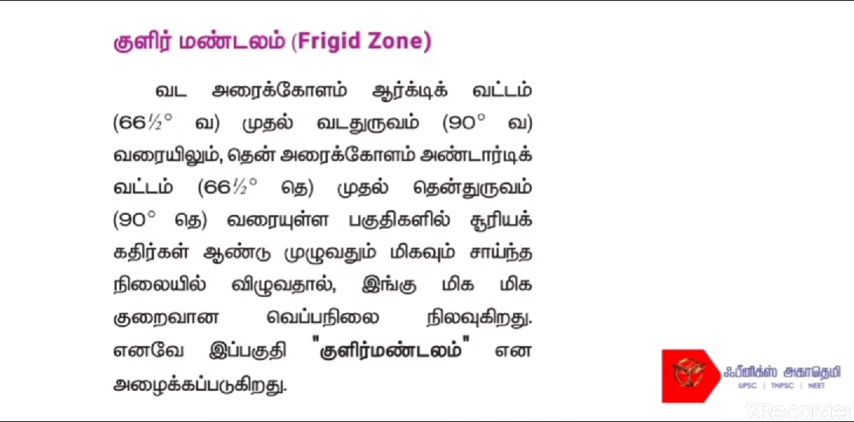 குளிர் மண்டலம் (Frigid Zone)
வட அரைக்கோளம் ஆர்க்டிக் வட்டம்
(66½° வ) முதல் வடதுருவம் (90° வ)
வரையிலும், தென் அரைக்கோளம் அண்டார்டிக்
வட்டம் (66½° தெ) முதல் தென்துருவம்
(90° தெ) வரையுள்ள பகுதிகளில் சூரியக்
கதிர்கள் ஆண்டு முழுவதும் மிகவும் சாய்ந்த
நிலையில் விழுவதால், இங்கு மிக மிக
குறைவான வெப்பநிலை நிலவுகிறது.
எனவே இப்பகுதி "குளிர்மண்டலம்" என
அழைக்கப்படுகிறது.
ஃபீனிக்ஸ் அகாதெமி
UPSC | TNPSC | NEET
XRecorder